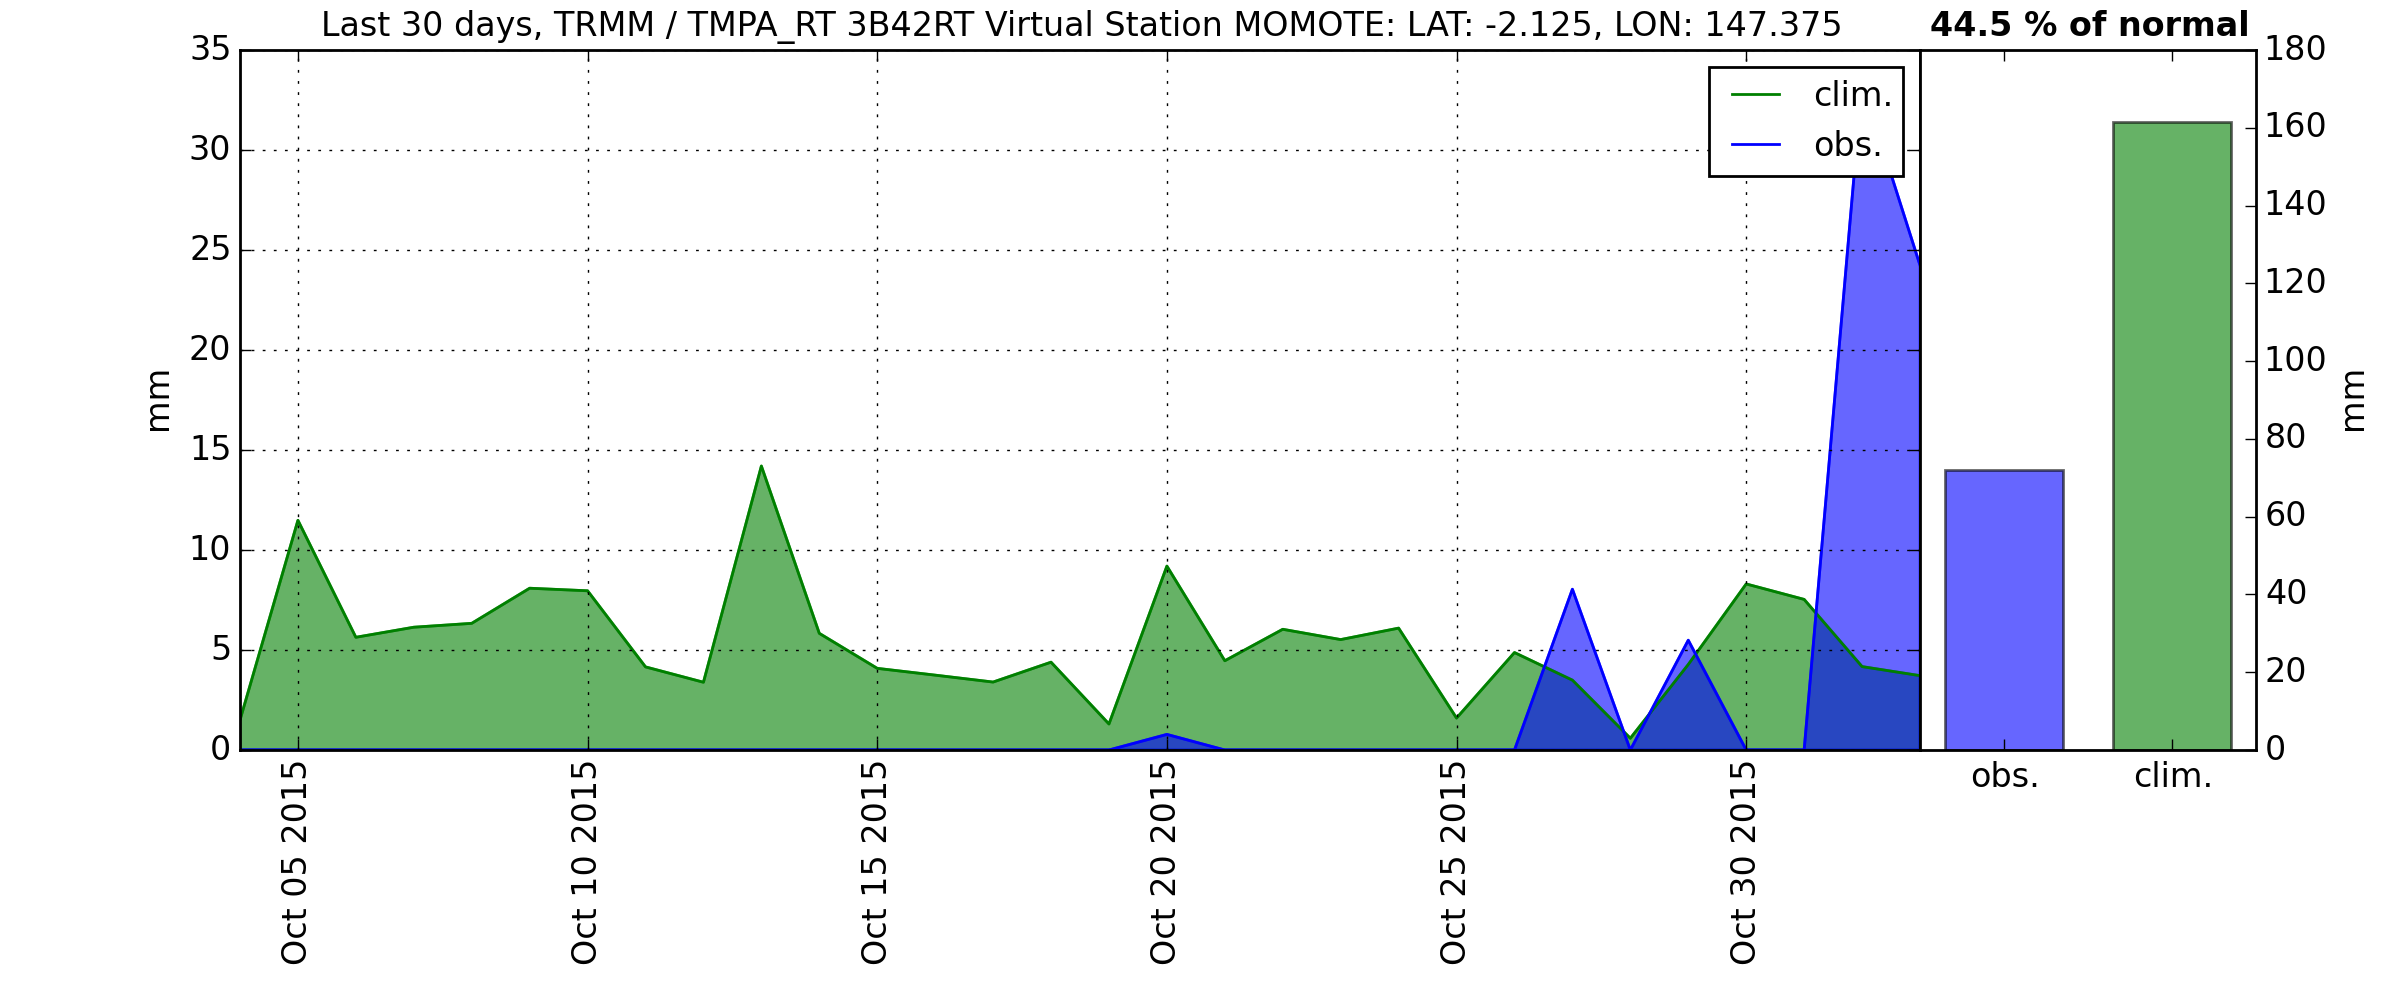 Last 30 days, TRMM / TMPA_RT 3B42RT Virtual Station MOMOTE: LAT: -2.125, LON: 147.375
44.5 % of normal
35
30
25
20
15
10
5
0
mm
clim.
obs.
Oct 05 2015
Oct 10 2015
Oct 15 2015
Oct 20 2015
Oct 25 2015
Oct 30 2015
obs.
clim.
180
160
140
120
100
80
60
40
20
0
mm